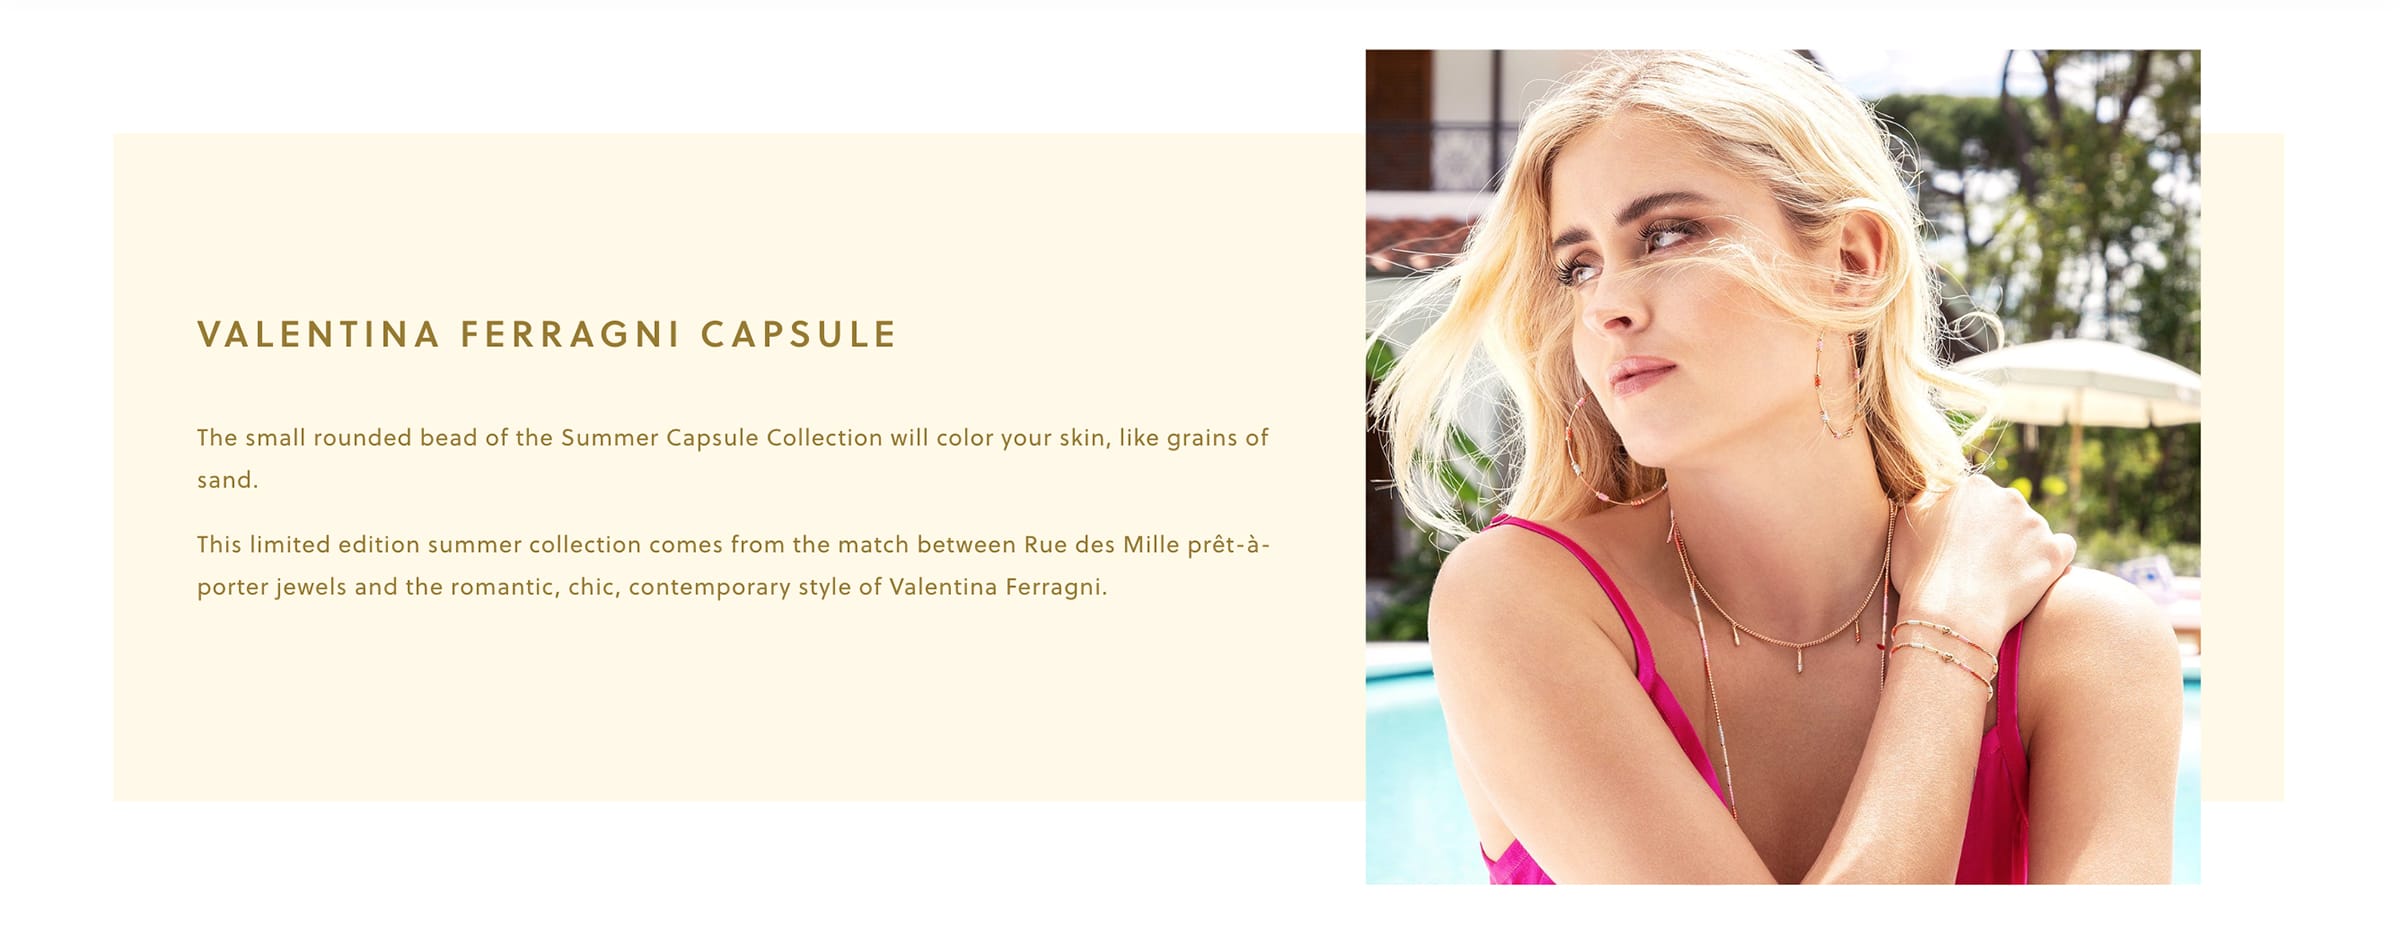 VALENTINA FERRAGNI CAPSULE
The small rounded bead of the Summer Capsule Collection will color your skin, like grains of
sand.
This limited edition summer collection comes from the match between Rue des Mille prêt-à-
porter jewels and the romantic, chic, contemporary style of Valentina Ferragni.